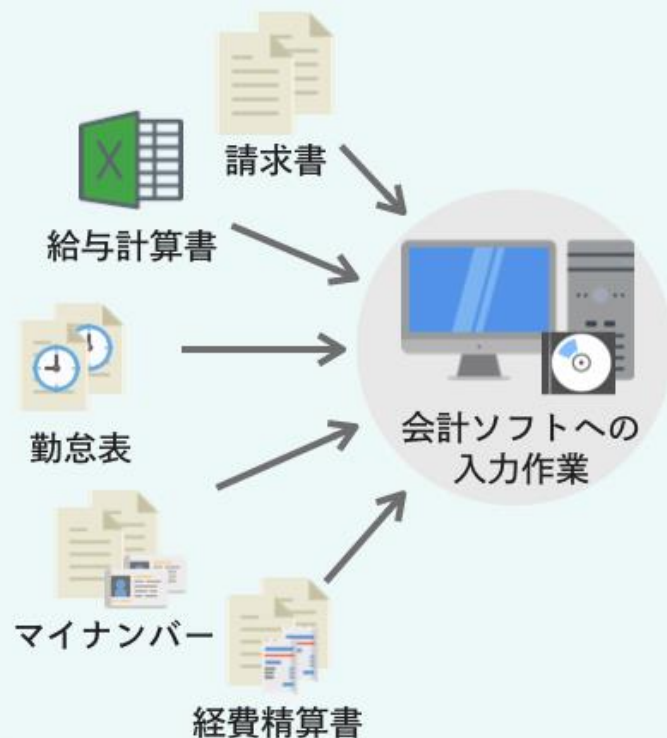 請求書
給与計算書
勤怠表
マイナンバー
経費精算書
会計ソフトへの
入力作業